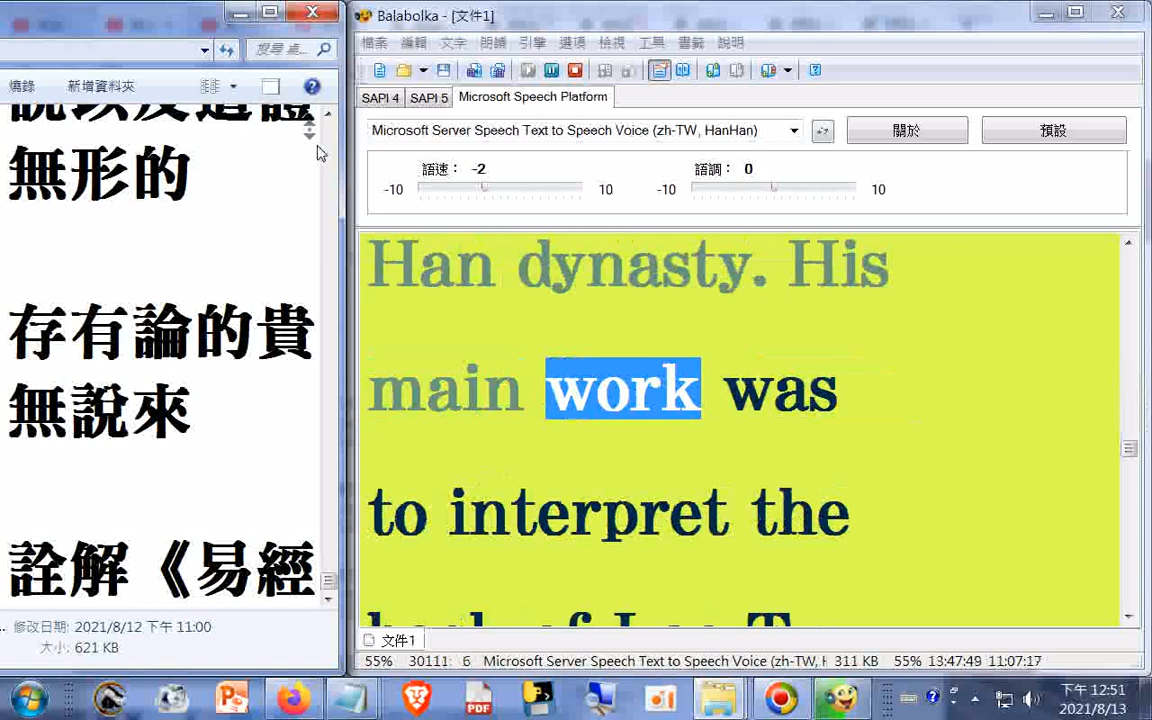 說以及道體
無形的
存有論的貴
無說來
詮解《易經
搜尋 桌...
燒錄 新增資料夾
修改日期: 2021/8/12 下午 11:00
大小: 621 KB
Balabolka - [文件1]
檔案 編輯 文字 朗讀 引擎 選項 檢視 工具 書籤 說明
SAPI 4 SAPI 5 Microsoft Speech Platform
Microsoft Server Speech Text to Speech Voice (zh-TW, HanHan) 關於 預設
語速: -2 語調: 0
-10 10 -10 10
Han dynasty. His
main work was
to interpret the
文件1
55% 30111: 6 Microsoft Server Speech Text to Speech Voice (zh-TW, H 311 KB 55% 13:47:49 11:07:17
PDF
下午 12:51
2021/8/13